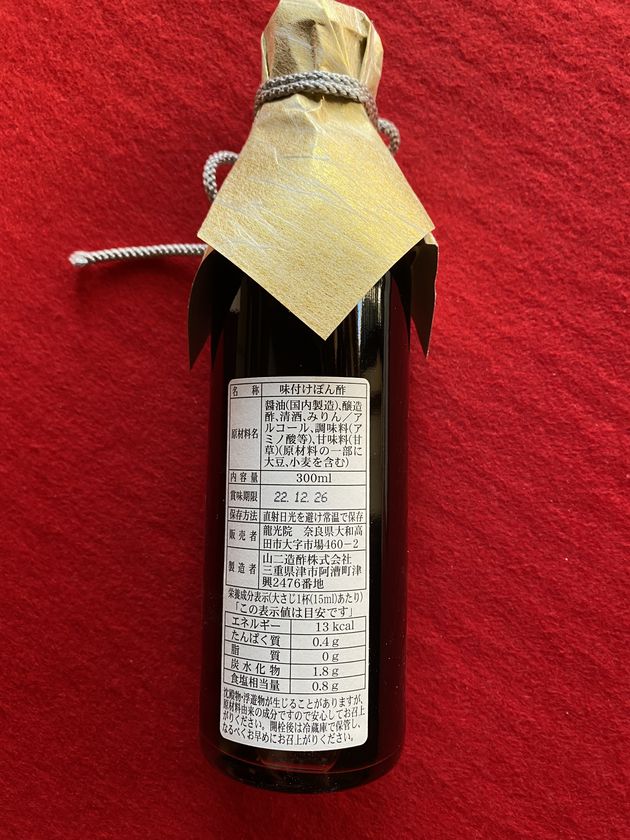 名称 味付けぽん酢
原材料名 醤油(国内製造)、醸造
酢、清酒、みりん／ア
ルコール、調味料(ア
ミノ酸等)、甘味料(甘
草)(原材料の一部に
大豆、小麦を含む)
内容量 300ml
賞味期限 22.12.26
保存方法 直射日光を避け常温で保存
販売者 龍光院 奈良県大和高
田市大字市場460−2
製造者 山二造酢株式会社
三重県津市阿漕町津
興2476番地
栄養成分表示(大さじ1杯(15ml)あたり)
「この表示値は目安です」
エネルギー 13kcal
たんぱく質 0.4g
脂質 0g
炭水化物 1.8g
食塩相当量 0.8g
沈殿物・浮遊物が生じることがありますが、
原材料由来の成分ですので安心してお召上
がりください。開栓後は冷蔵庫で保管し、
なるべくお早めにお召上がりください。